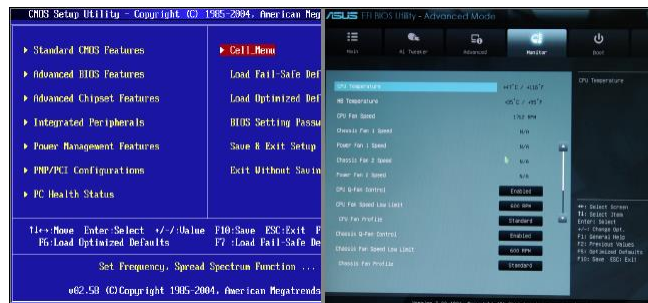 CMOS Setup Utility - Copyright (C) 1985-2004, American Meg
▸ Standard CMOS Features
▸ Advanced BIOS Features
▸ Advanced Chipset Features
▸ Integrated Peripherals
▸ Power Management Features
▸ PNP/PCI Configurations
▸ PC Health Status
▸ Cell Menu
Load Fail-Safe Def
Load Optimized Def
BIOS Setting Passw
Save & Exit Setup
Exit Without Savin
↑↓←→:Move Enter:Select +/-/:Value F10:Save ESC:Exit F
F6:Load Optimized Defaults F7 :Load Fail-Safe De
Set Frequency, Spread Spectrum Function ...
v02.58 (C)Copyright 1985-2004, American Megatrends
ASUS EFI BIOS Utility - Advanced Mode
Main
Ai Tweaker
Advanced
Monitor
Boot
CPU Temperature
MB Temperature
CPU Fan Speed
Chassis Fan 1 Speed N/A
Power Fan 1 Speed N/A
Chassis Fan 2 Speed N/A
Power Fan 2 Speed N/A
CPU Q-Fan Control Enabled
CPU Fan Speed Low Limit 600 RPM
CPU Fan Profile Standard
Chassis Q-Fan Control Enabled
Chassis Fan Speed Low Limit 600 RPM
Chassis Fan Profile Standard
CPU Temperature
→←: Select Screen
↑↓: Select Item
Enter: Select
+/-: Change Opt.
F1: General Help
F2: Previous Values
F5: Optimized Defaults
F10: Save ESC: Exit